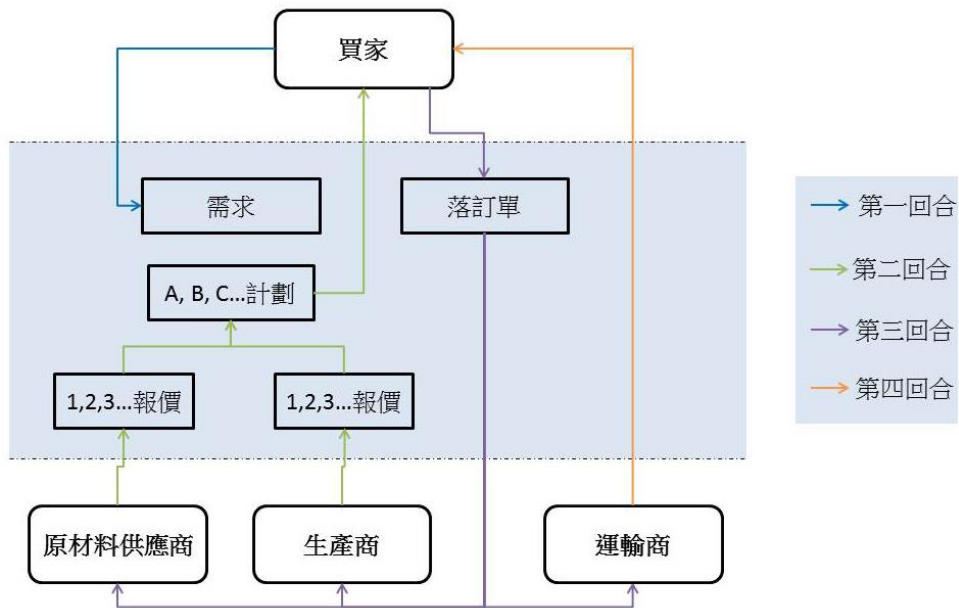 買家
需求
落訂單
A, B, C...計劃
1,2,3...報價
1,2,3...報價
原材料供應商
生產商
運輸商
第一回合
第二回合
第三回合
第四回合